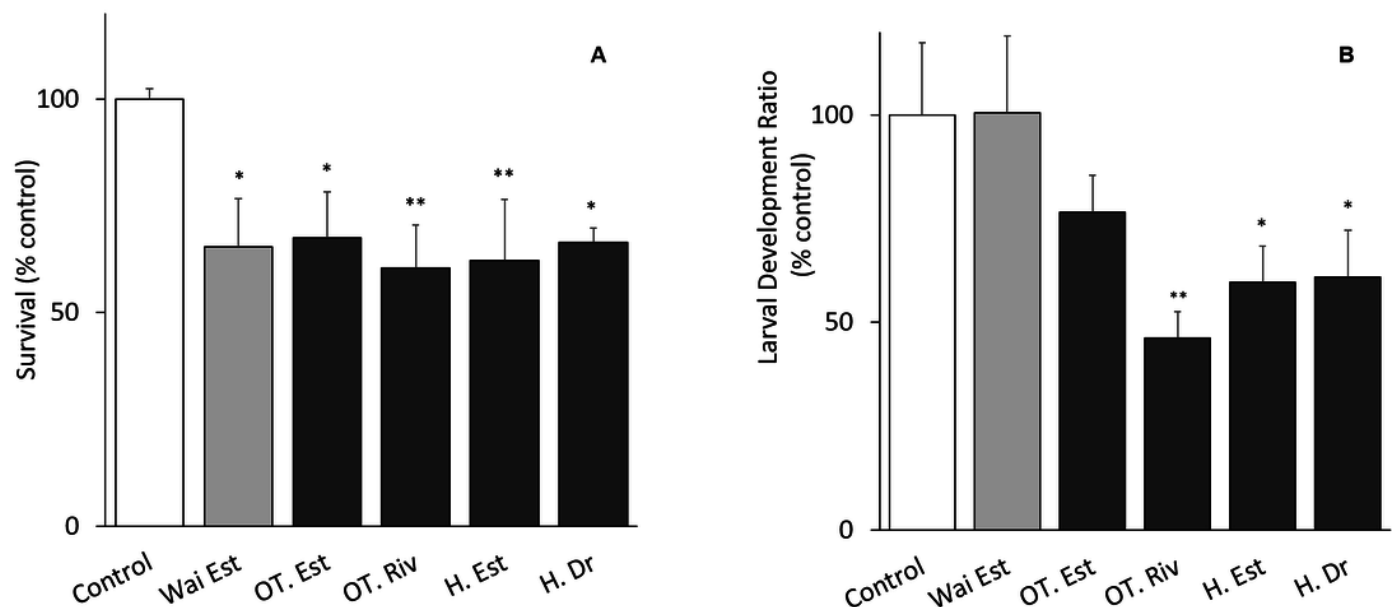 A
Survival (% control)
100
50
0
*
*
**
**
*
Control
Wai Est
OT. Est
OT. Riv
H. Est
H. Dr
B
Larval Development Ratio
(% control)
100
50
0
**
*
*
Control
Wai Est
OT. Est
OT. Riv
H. Est
H. Dr